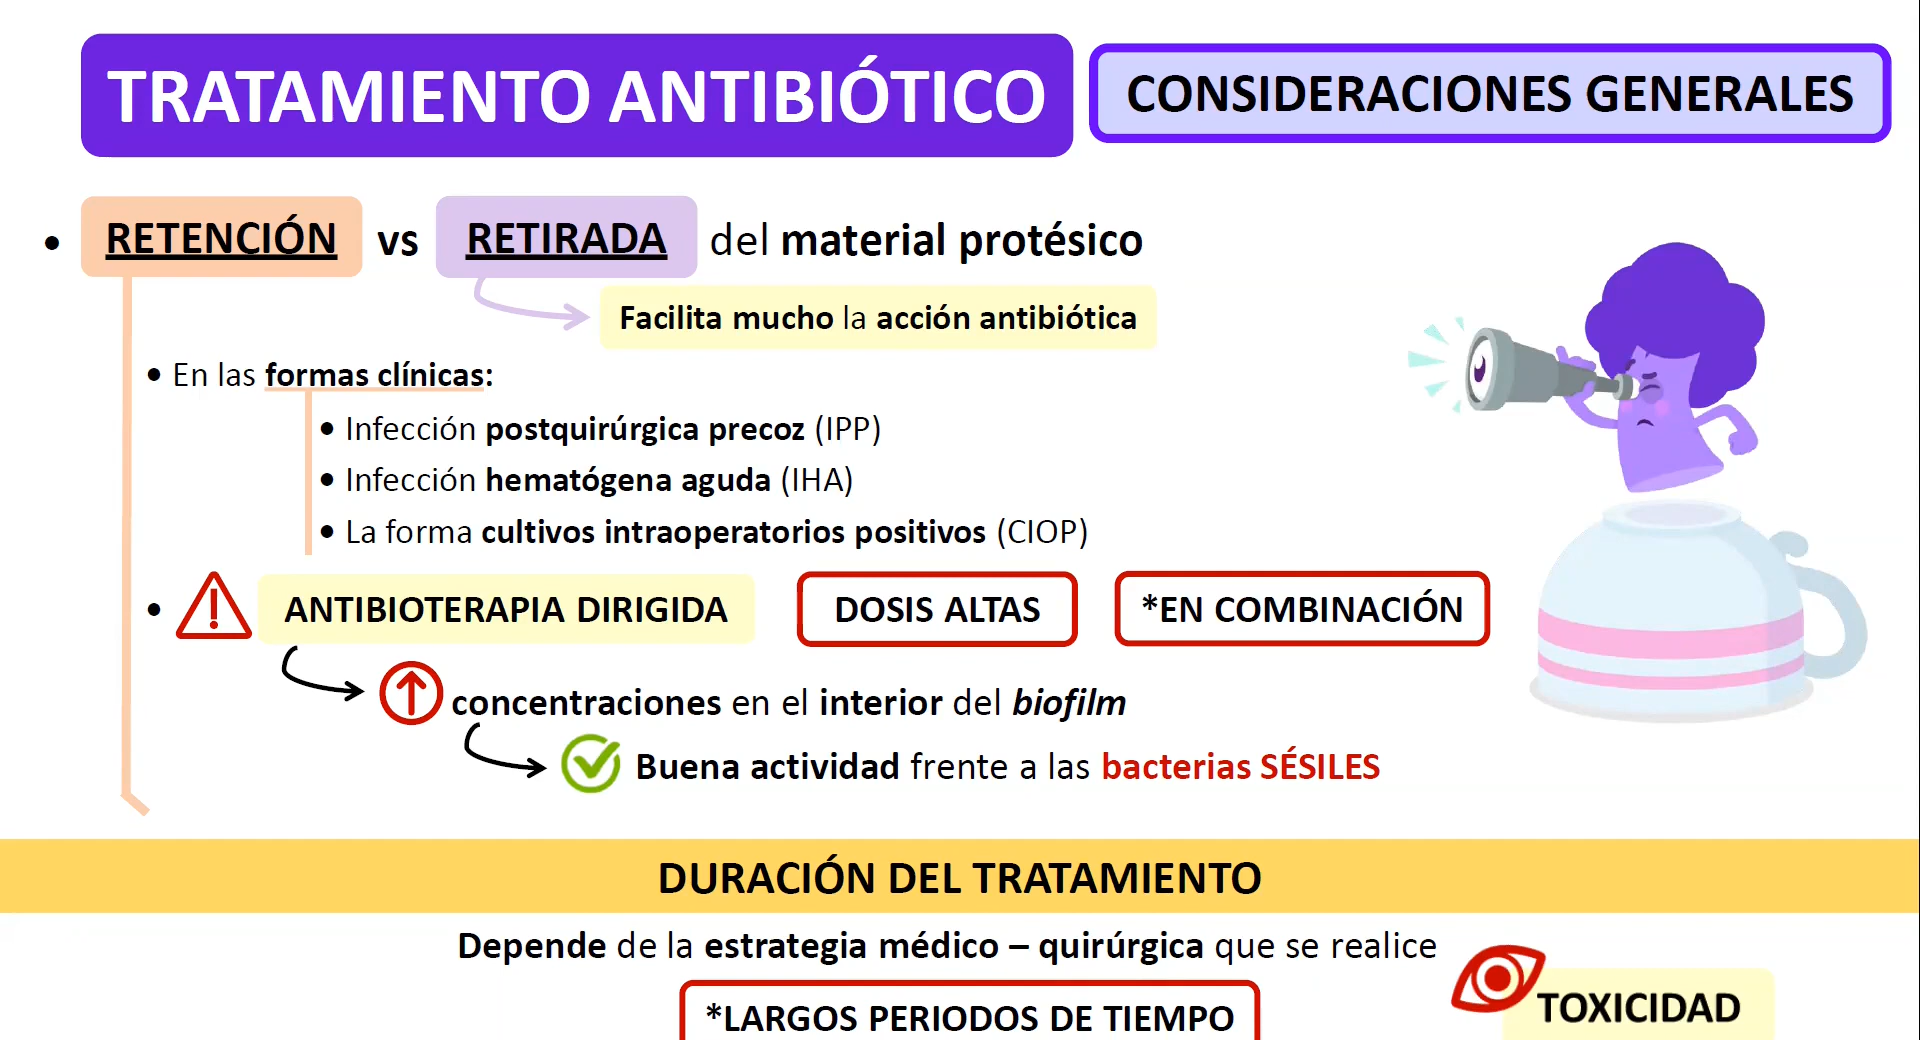 TRATAMIENTO ANTIBIÓTICO
CONSIDERACIONES GENERALES
• RETENCIÓN vs RETIRADA del material protésico
Facilita mucho la acción antibiótica
• En las formas clínicas:
• Infección postquirúrgica precoz (IPP)
• Infección hematógena aguda (IHA)
• La forma cultivos intraoperatorios positivos (CIOP)
• ANTIBIOTERAPIA DIRIGIDA DOSIS ALTAS *EN COMBINACIÓN
concentraciones en el interior del biofilm
Buena actividad frente a las bacterias SÉSILES
DURACIÓN DEL TRATAMIENTO
Depende de la estrategia médico – quirúrgica que se realice
*LARGOS PERIODOS DE TIEMPO
TOXICIDAD